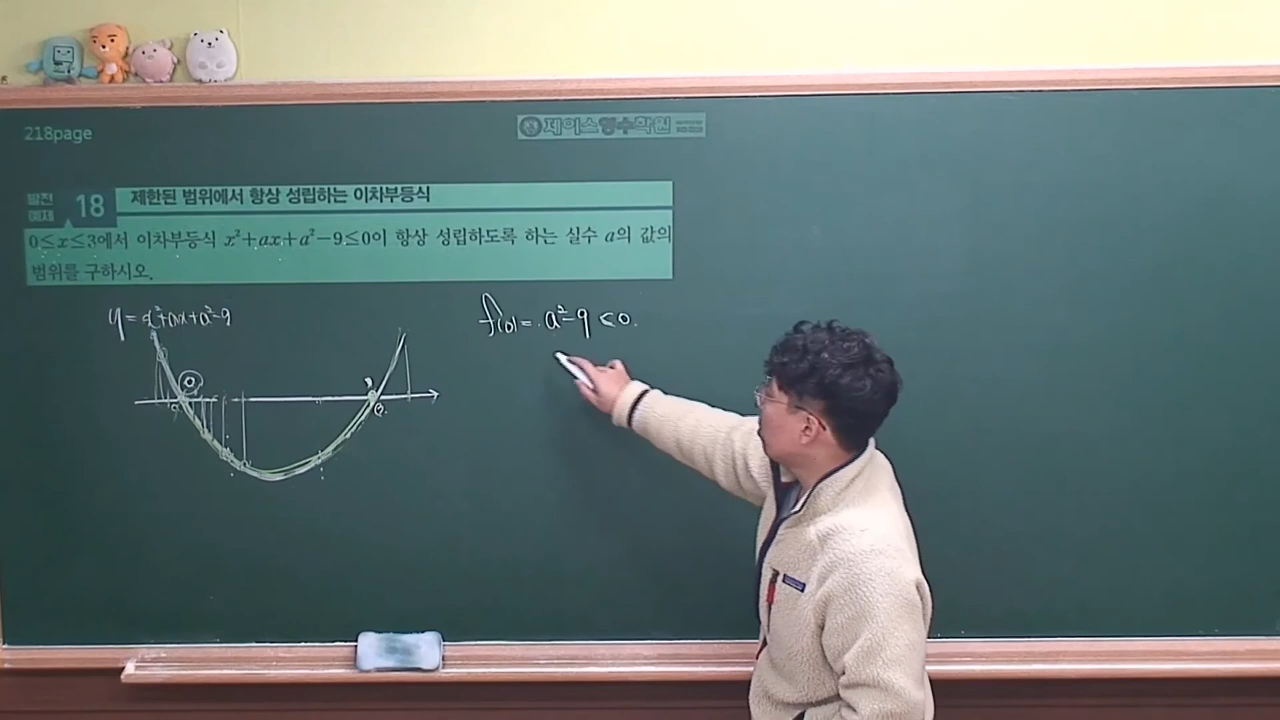 218page
제이스영수학원
발전
예제
18
제한된 범위에서 항상 성립하는 이차부등식
0≤x≤3에서 이차부등식 x²+ax+a²-9≤0이 항상 성립하도록 하는 실수 a의 값의
범위를 구하시오.
y=x²+ax+a²-9
f(0)=a²-9≤0.
0
3